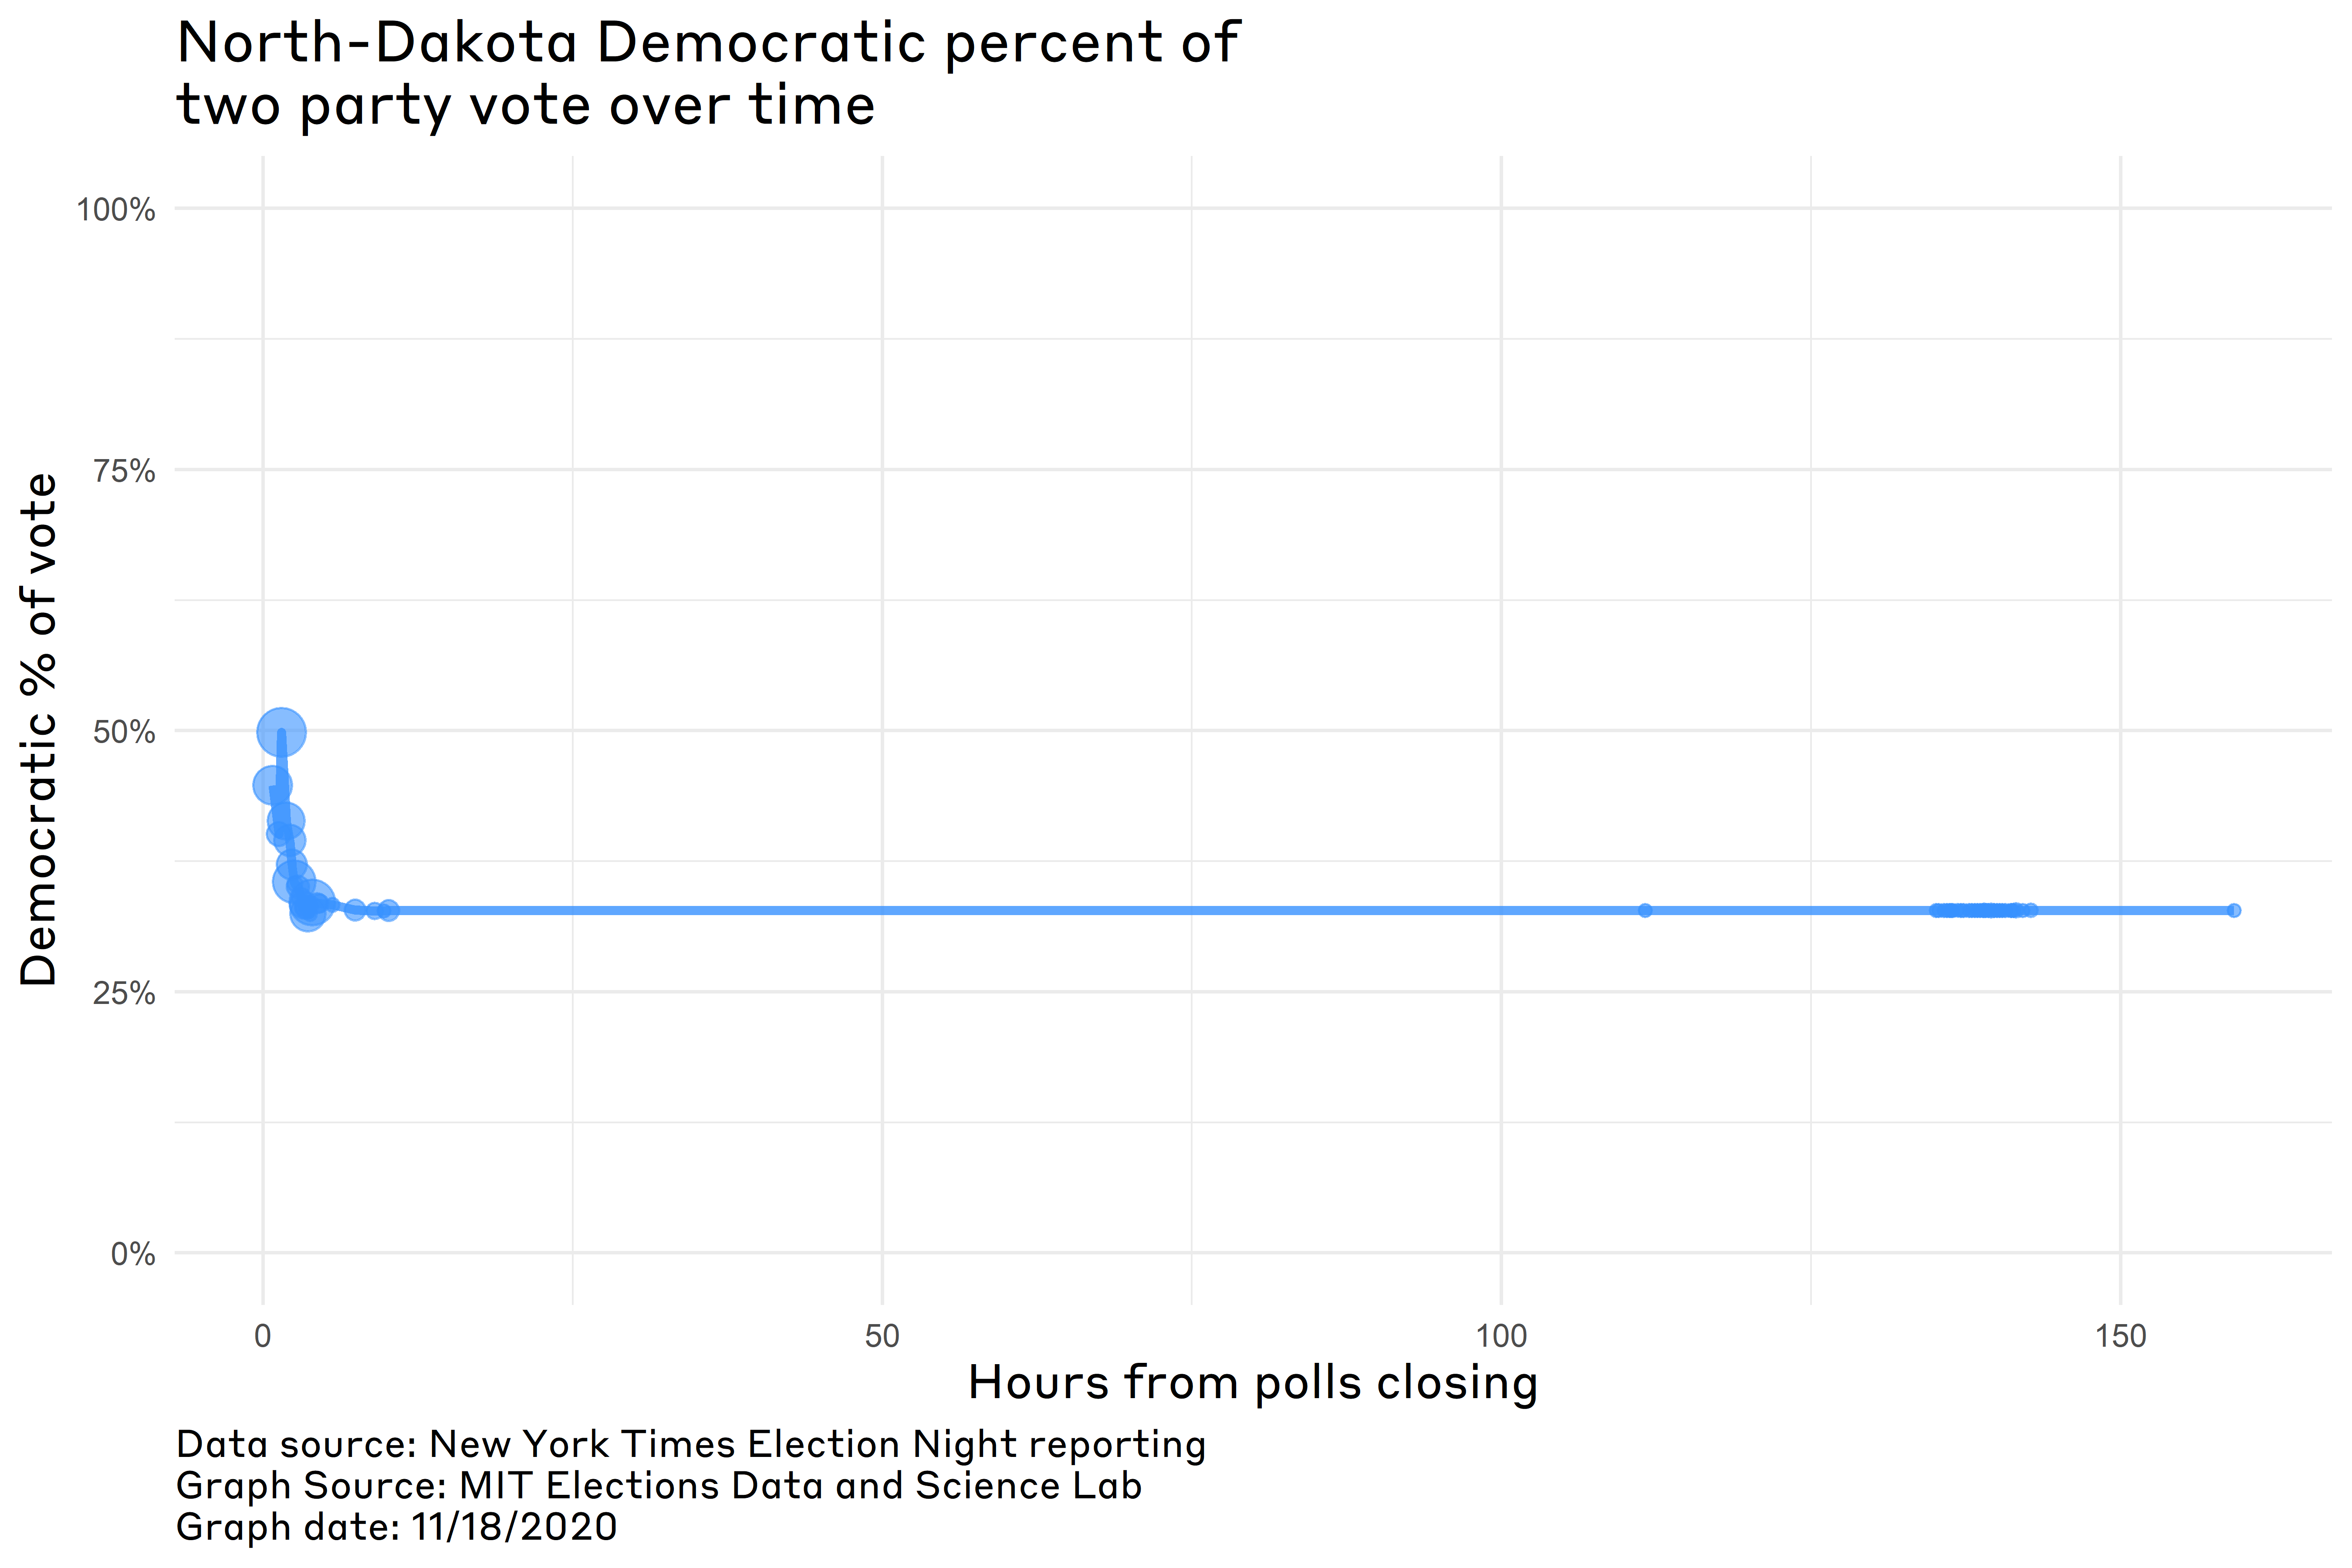 North-Dakota Democratic percent of
two party vote over time
Democratic % of vote
100%
75%
50%
25%
0%
0
50
100
150
Hours from polls closing
Data source: New York Times Election Night reporting
Graph Source: MIT Elections Data and Science Lab
Graph date: 11/18/2020